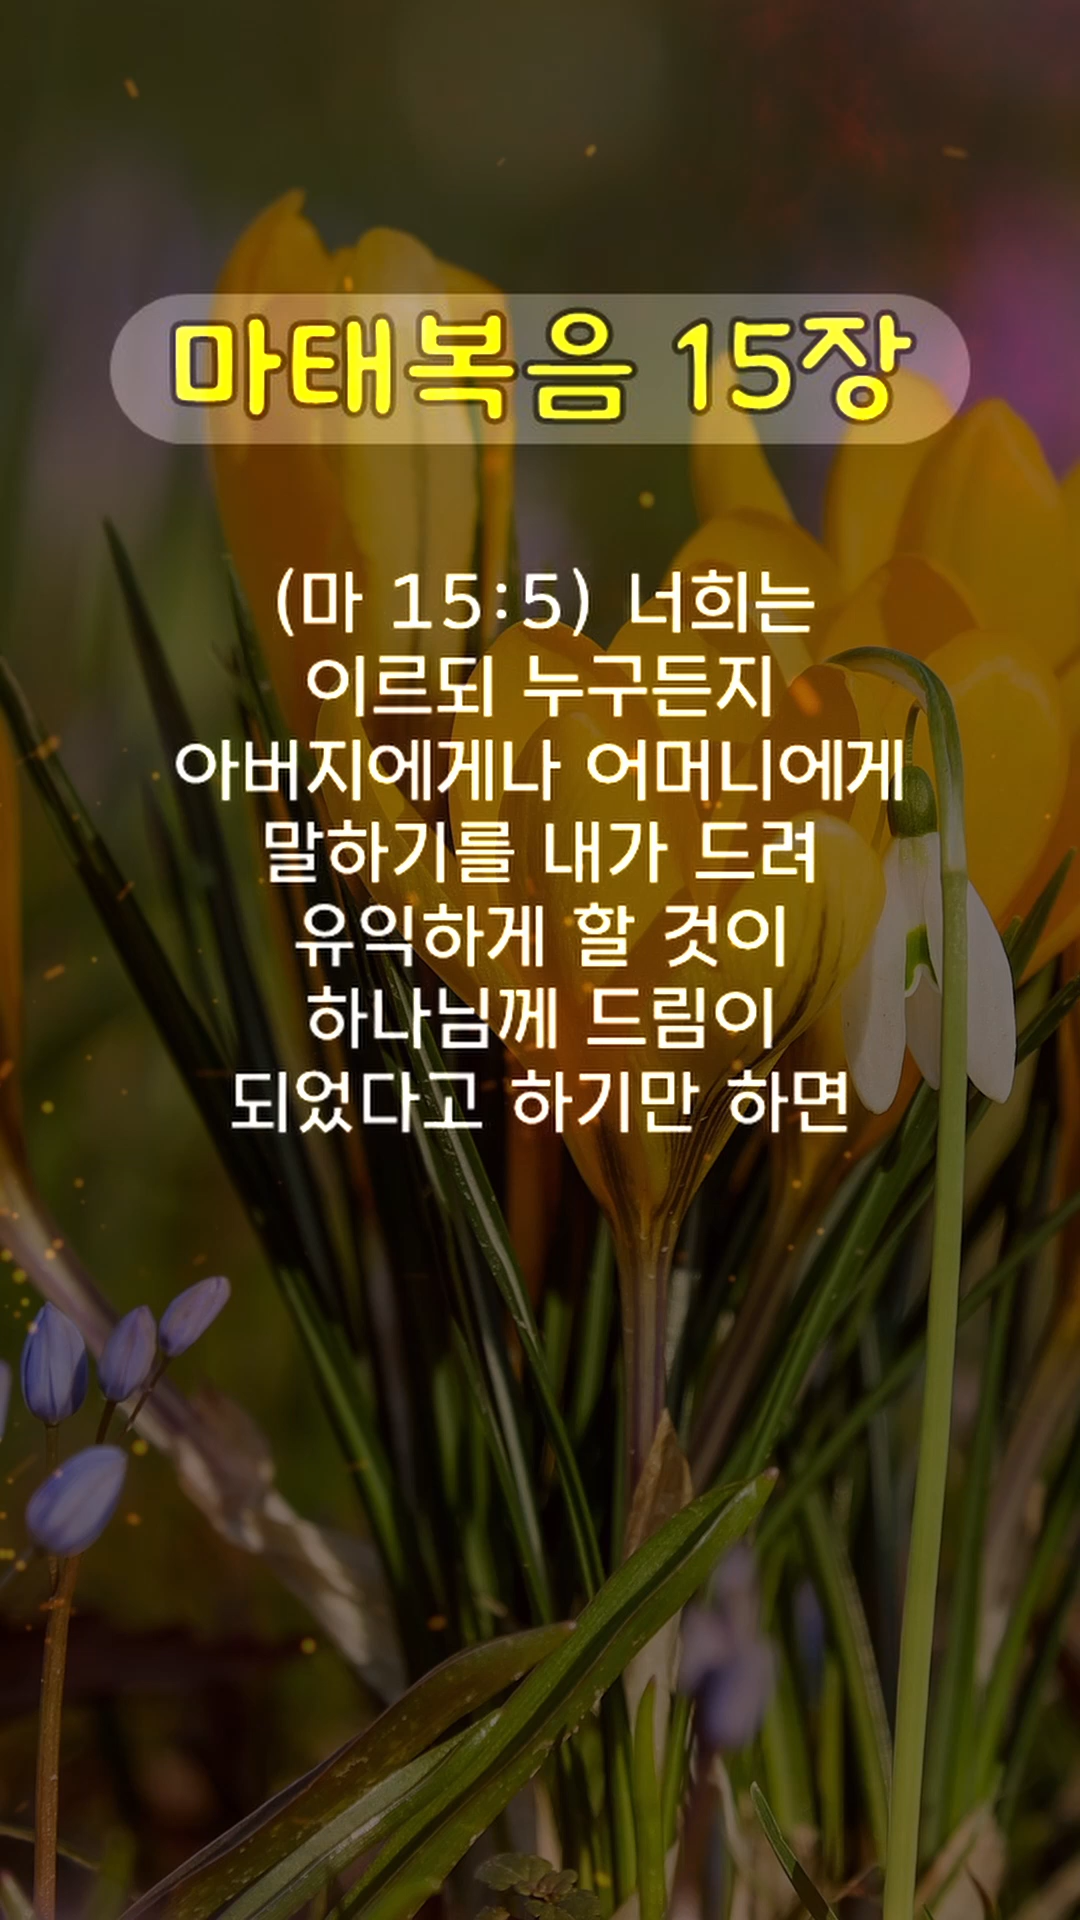 마태복음 15장
(마 15:5) 너희는
이르되 누구든지
아버지에게나 어머니에게
말하기를 내가 드려
유익하게 할 것이
하나님께 드림이
되었다고 하기만 하면